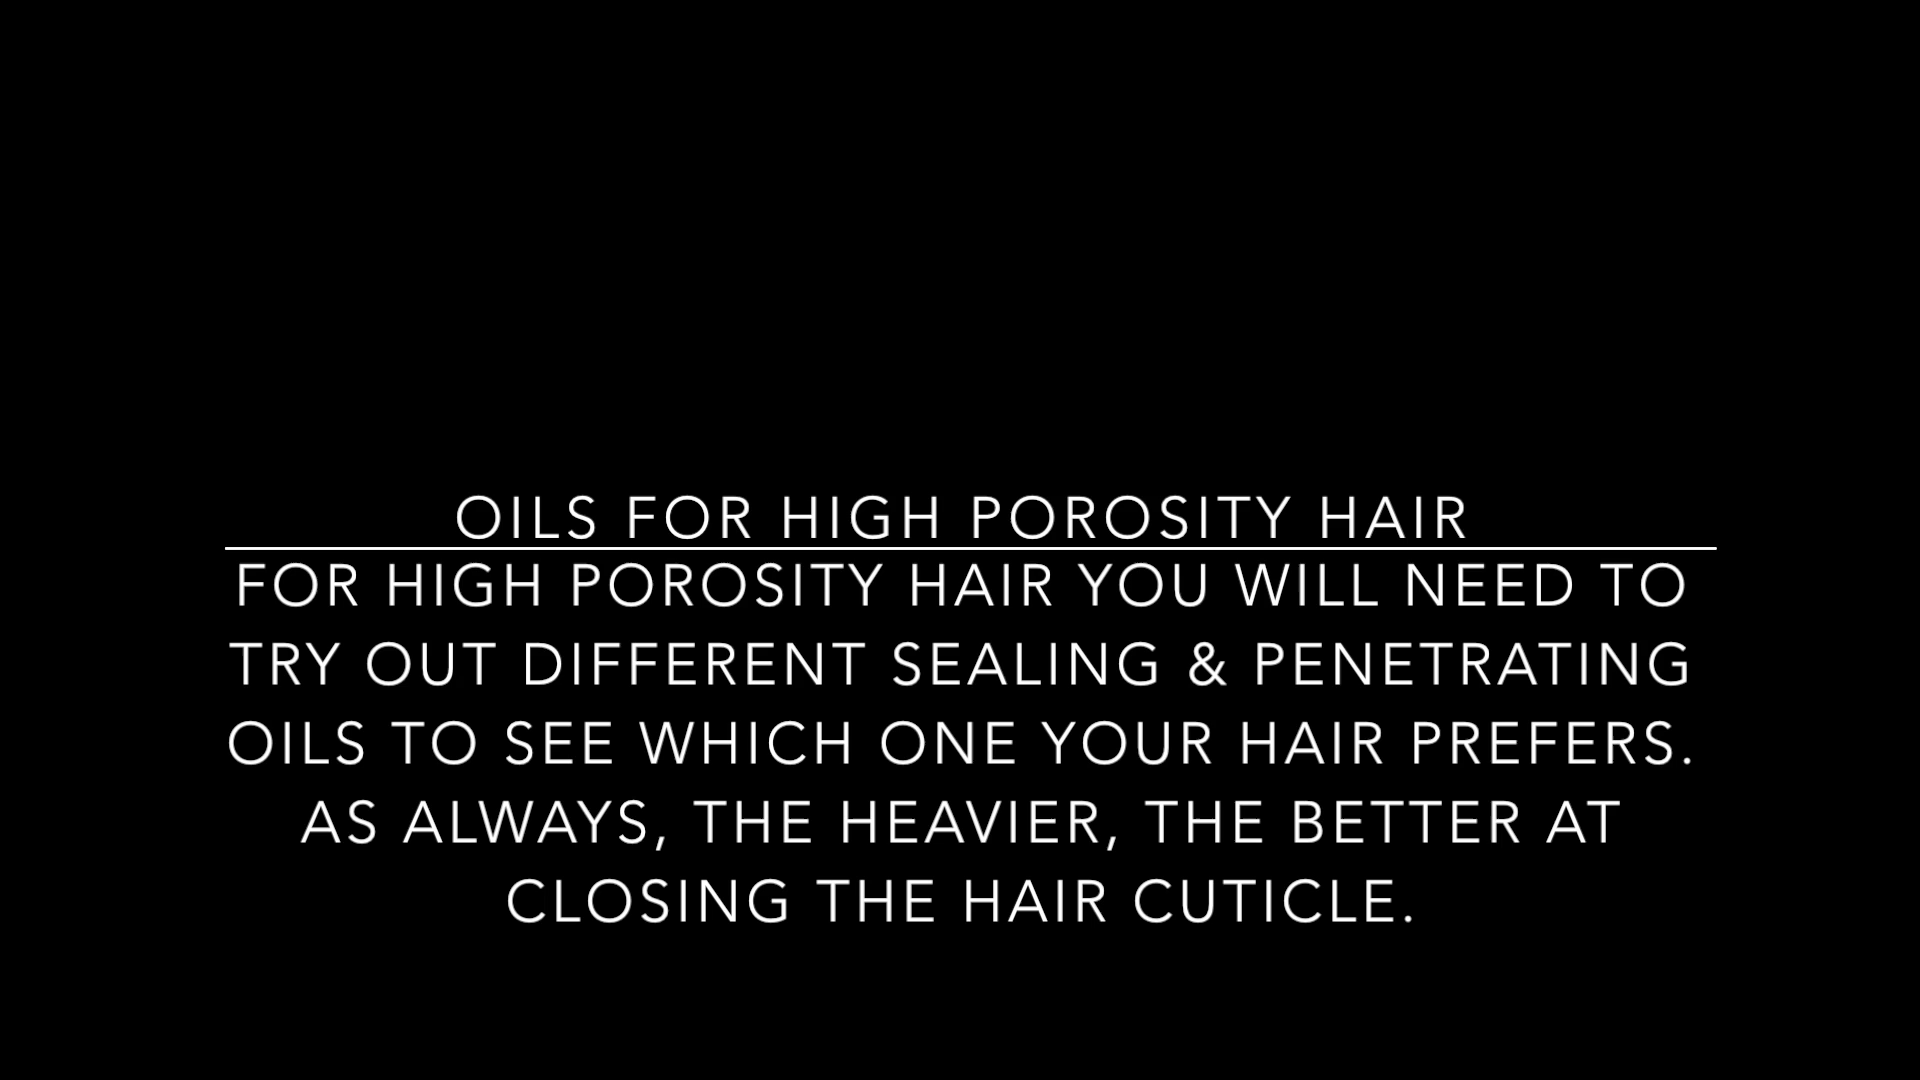 OILS FOR HIGH POROSITY HAIR
FOR HIGH POROSITY HAIR YOU WILL NEED TO
TRY OUT DIFFERENT SEALING & PENETRATING
OILS TO SEE WHICH ONE YOUR HAIR PREFERS.
AS ALWAYS, THE HEAVIER, THE BETTER AT
CLOSING THE HAIR CUTICLE.